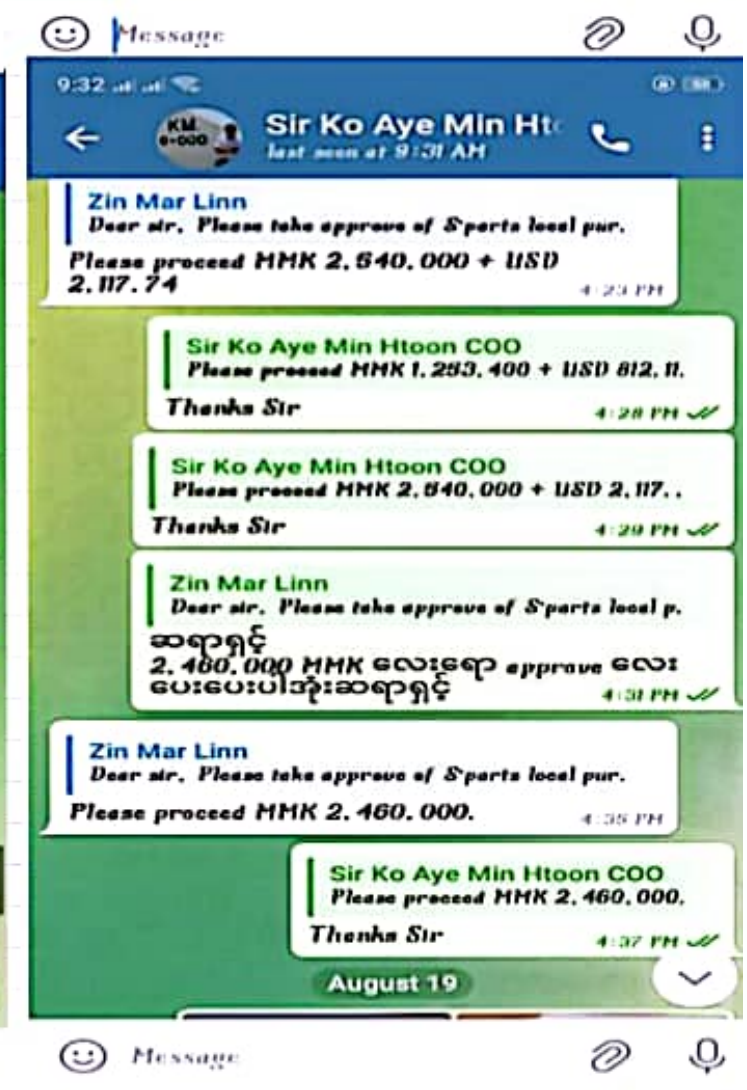 Message
9:32
Sir Ko Aye Min Hto
last seen at 9:31 AM
Zin Mar Linn
Dear sir, Please take approve of S'parts local pur.
Please proceed MMK 2,540,000 + USD
2,117.74
4:23 PM
Sir Ko Aye Min Htoon COO
Please proceed MMK 1,253,400 + USD 812,11.
Thanks Sir
4:28 PM
Sir Ko Aye Min Htoon COO
Please proceed MMK 2,540,000 + USD 2,117..
Thanks Sir
4:29 PM
Zin Mar Linn
Dear sir, Please take approve of S'parts local p.
ဆရာရှင့်
2,460,000 MMK လေးရော approve လေး
ပေးပေးပါအုံးဆရာရှင့်
4:31 PM
Zin Mar Linn
Dear sir, Please take approve of S'parts local pur.
Please proceed MMK 2,460,000.
4:35 PM
Sir Ko Aye Min Htoon COO
Please proceed MMK 2,460,000.
Thanks Sir
4:37 PM
August 19
Message